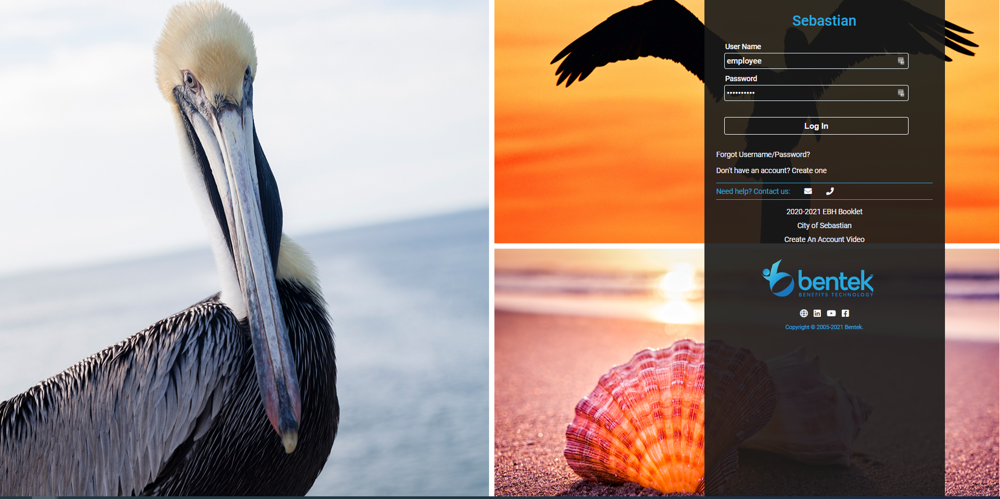 Sebastian
User Name
employee
Password
••••••••••
Log In
Forgot Username/Password?
Don't have an account? Create one
Need help? Contact us:
2020-2021 EBH Booklet
City of Sebastian
Create An Account Video
bentek
BENEFITS TECHNOLOGY
Copyright © 2005-2021 Bentek.